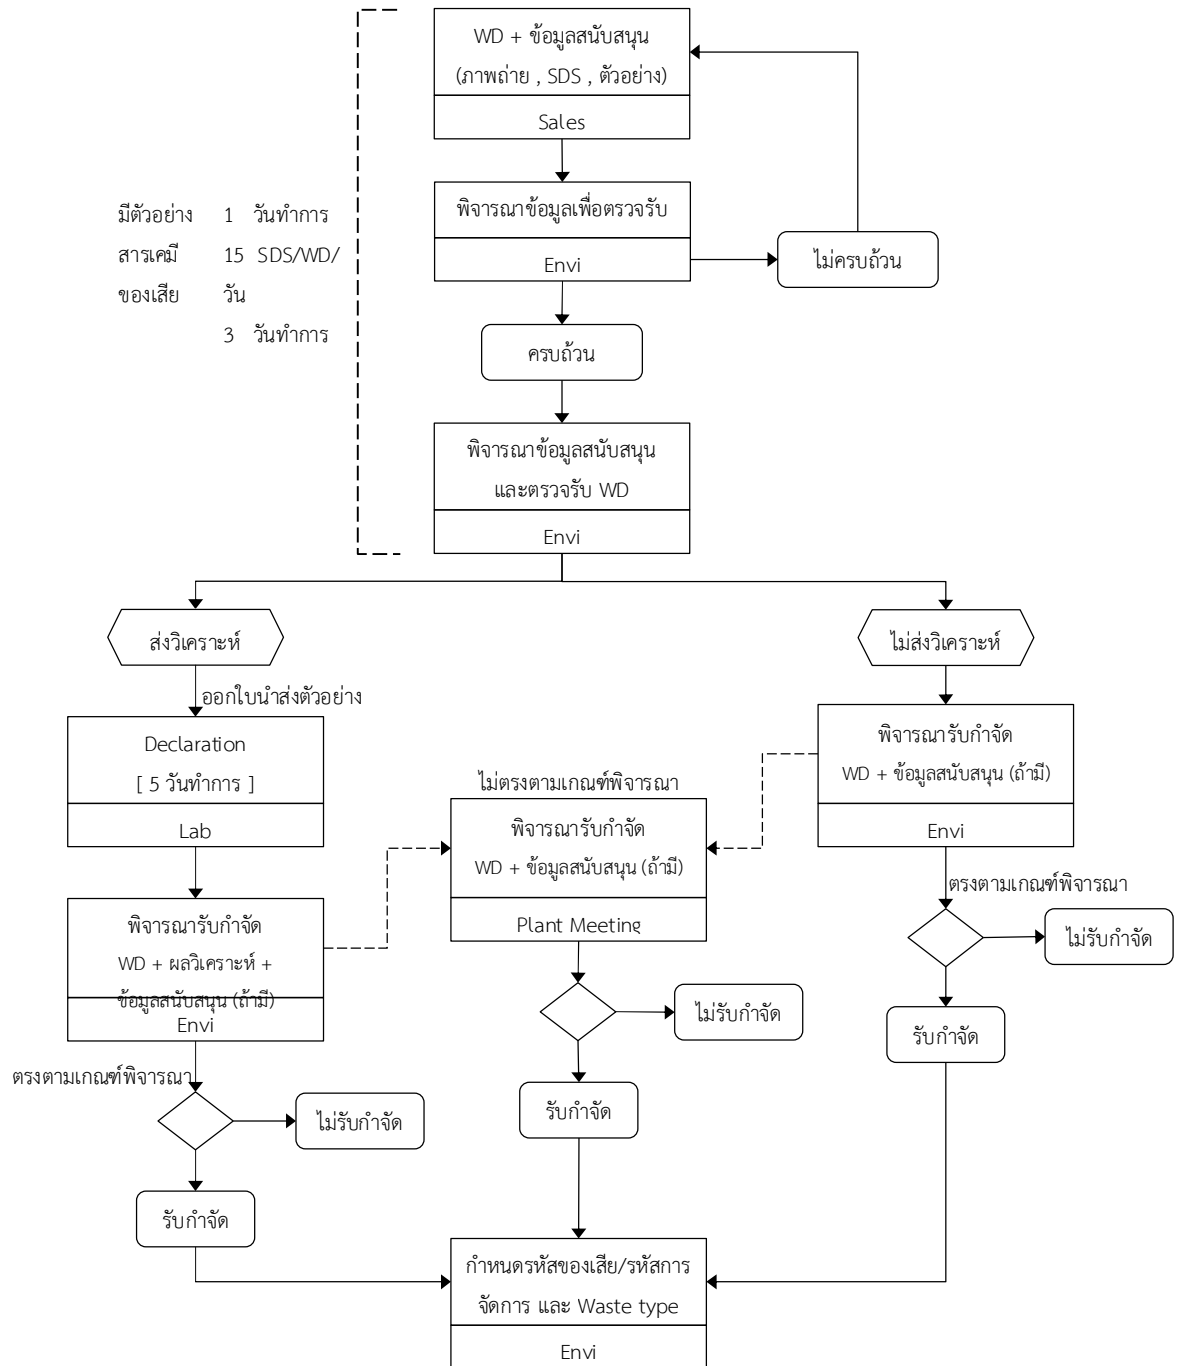 WD + ข้อมูลสนับสนุน
(ภาพถ่าย , SDS , ตัวอย่าง)
Sales
พิจารณาข้อมูลเพื่อตรวจรับ
Envi
ไม่ครบถ้วน
มีตัวอย่าง 1 วันทำการ
สารเคมี 15 SDS/WD/
ของเสีย วัน
3 วันทำการ
ครบถ้วน
พิจารณาข้อมูลสนับสนุน
และตรวจรับ WD
Envi
ส่งวิเคราะห์
ไม่ส่งวิเคราะห์
ออกใบนำส่งตัวอย่าง
Declaration
[ 5 วันทำการ ]
Lab
พิจารณารับกำจัด
WD + ข้อมูลสนับสนุน (ถ้ามี)
Envi
ไม่ตรงตามเกณฑ์พิจารณา
พิจารณารับกำจัด
WD + ข้อมูลสนับสนุน (ถ้ามี)
Plant Meeting
ตรงตามเกณฑ์พิจารณา
ไม่รับกำจัด
พิจารณารับกำจัด
WD + ผลวิเคราะห์ +
ข้อมูลสนับสนุน (ถ้ามี)
Envi
ไม่รับกำจัด
รับกำจัด
ตรงตามเกณฑ์พิจารณา
ไม่รับกำจัด
รับกำจัด
รับกำจัด
กำหนดรหัสของเสีย/รหัสการ
จัดการ และ Waste type
Envi